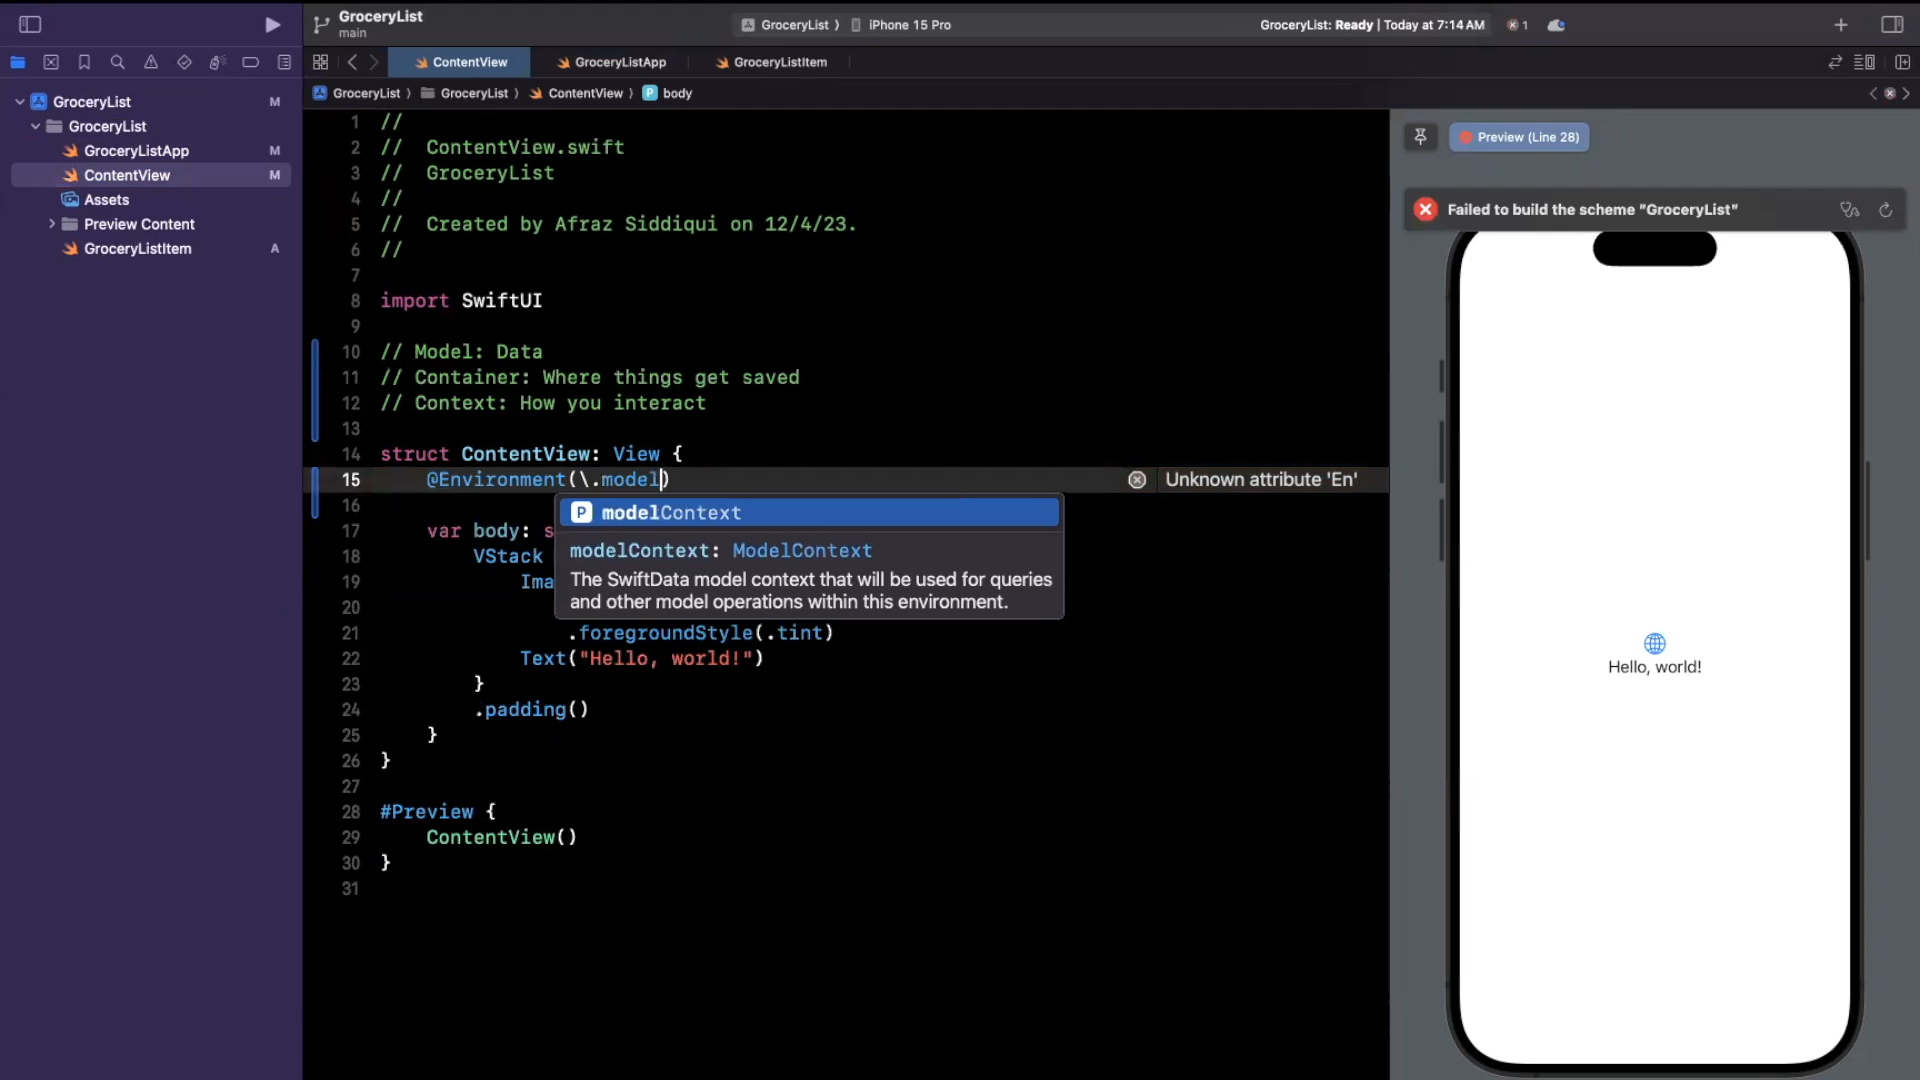 GroceryList
main
GroceryList ⟩ iPhone 15 Pro
GroceryList: Ready | Today at 7:14 AM
1
ContentView
GroceryListApp
GroceryListItem
GroceryList ⟩ GroceryList ⟩ ContentView ⟩ P body
GroceryList M
GroceryList
GroceryListApp M
ContentView M
Assets
Preview Content
GroceryListItem A
1 //
2 //  ContentView.swift
3 //  GroceryList
4 //
5 //  Created by Afraz Siddiqui on 12/4/23.
6 //
7
8 import SwiftUI
9
10 // Model: Data
11 // Container: Where things get saved
12 // Context: How you interact
13
14 struct ContentView: View {
15     @Environment(\.model) Unknown attribute 'En'
16
P modelContext
modelContext: ModelContext
The SwiftData model context that will be used for queries
and other model operations within this environment.
17     var body: s
18         VStack
19             Ima
20
21                 .foregroundStyle(.tint)
22             Text("Hello, world!")
23         }
24         .padding()
25     }
26 }
27
28 #Preview {
29     ContentView()
30 }
31
Preview (Line 28)
Failed to build the scheme "GroceryList"
Hello, world!